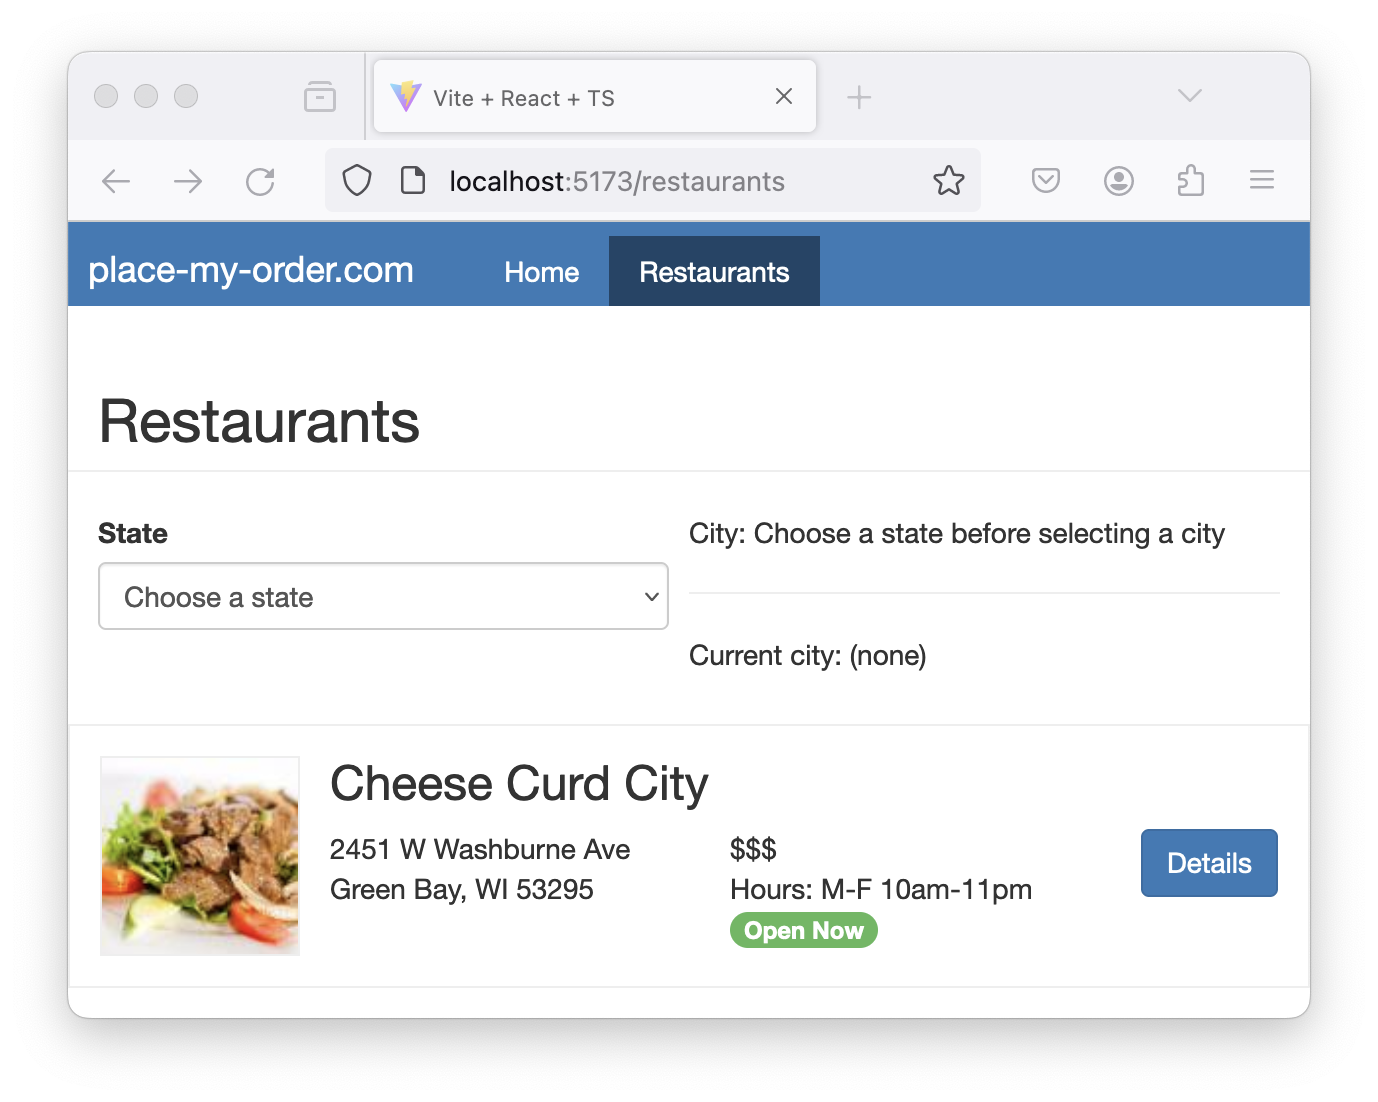 Vite + React + TS
localhost:5173/restaurants
place-my-order.com Home Restaurants
Restaurants
State
Choose a state
City: Choose a state before selecting a city
Current city: (none)
Cheese Curd City
2451 W Washburne Ave
Green Bay, WI 53295
$$$
Hours: M-F 10am-11pm
Open Now
Details